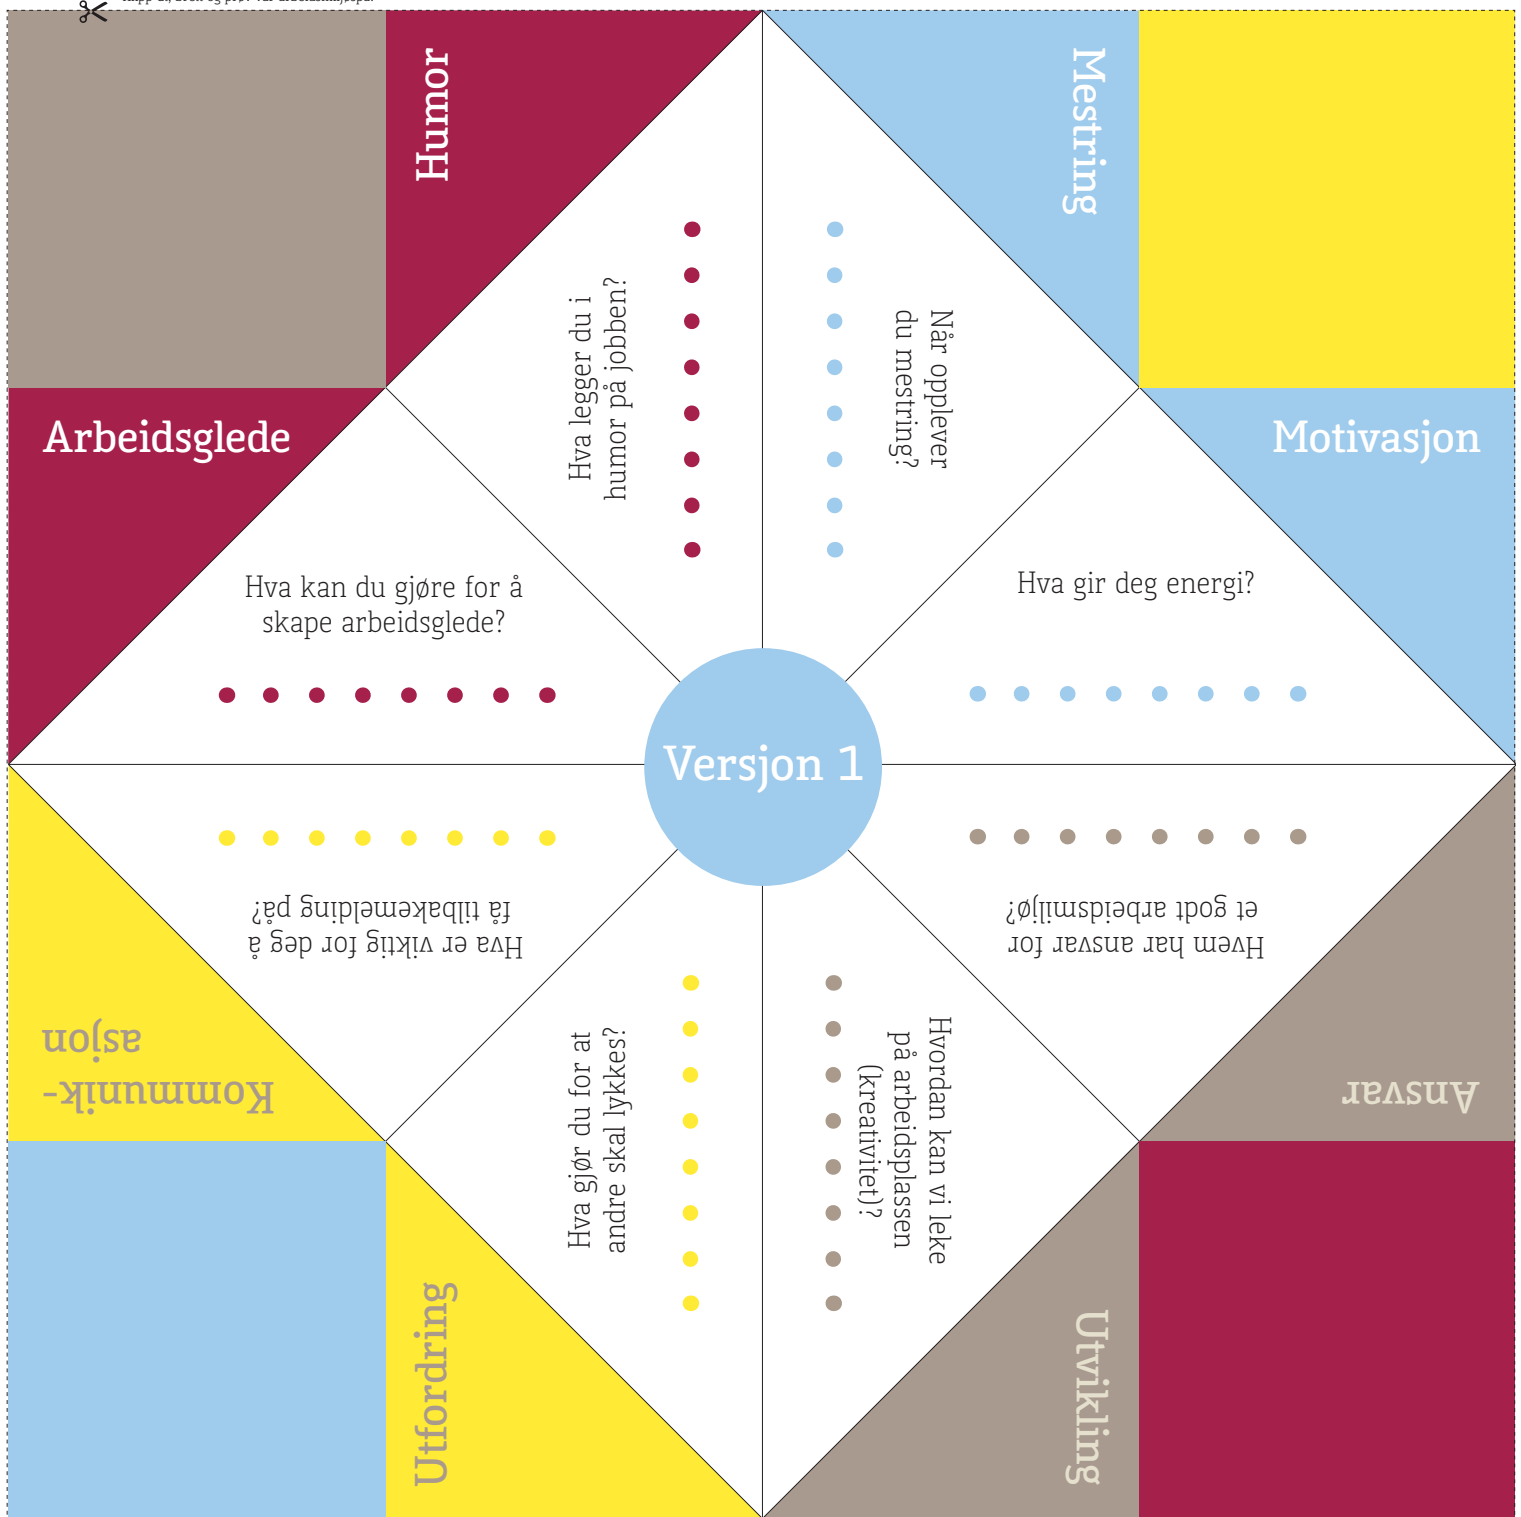 Humor
Mestring
Arbeidsglede
Motivasjon
Hva legger du i
humor på jobben?
Når opplever
du mestring?
Hva kan du gjøre for å
skape arbeidsglede?
Hva gir deg energi?
Versjon 1
Hva er viktig for deg å
få tilbakemelding på?
Hvem har ansvar for
et godt arbeidsmiljø?
Hva gjør du for at
andre skal lykkes?
Hvordan kan vi leke
på arbeidsplassen
(kreativitet)?
Kommunik-
asjon
Ansvar
Utfordring
Utvikling